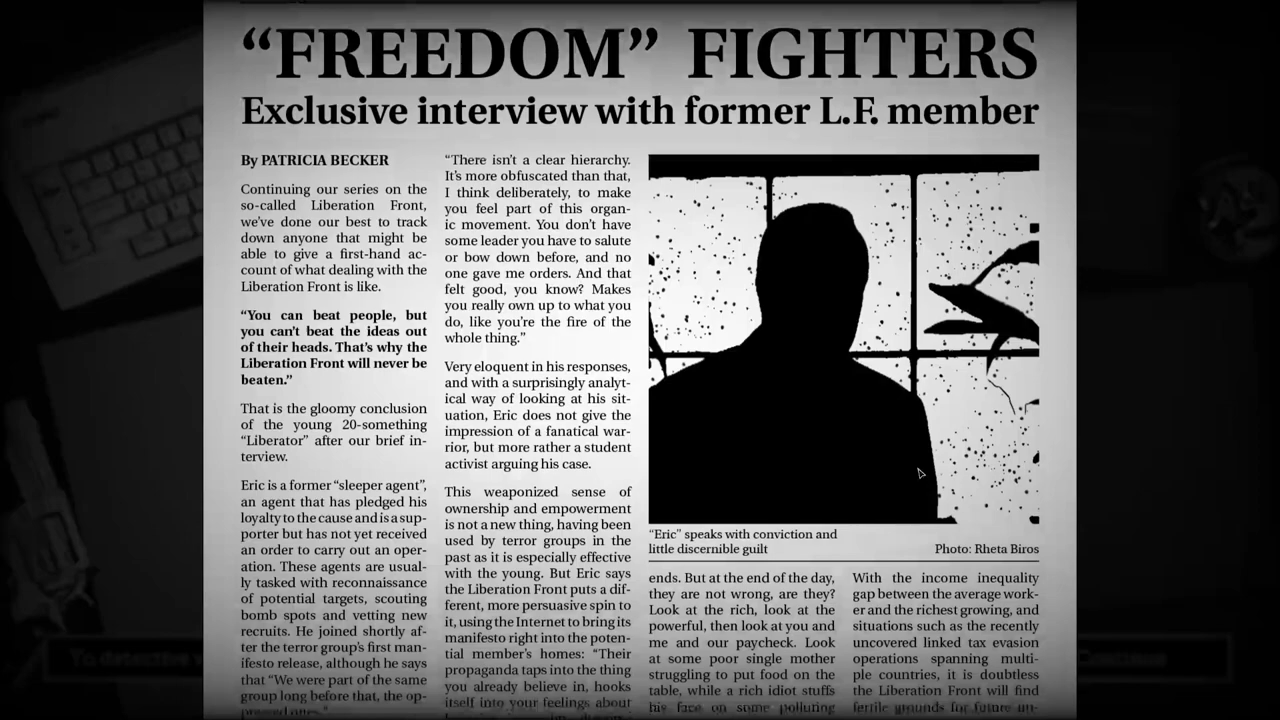 “FREEDOM” FIGHTERS
Exclusive interview with former L.F. member
By PATRICIA BECKER
Continuing our series on the
so-called Liberation Front,
we’ve done our best to track
down anyone that might be
able to give a first-hand ac-
count of what dealing with the
Liberation Front is like.
“You can beat people, but
you can’t beat the ideas out
of their heads. That’s why the
Liberation Front will never be
beaten.”
That is the gloomy conclusion
of the young 20-something
“Liberator” after our brief in-
terview.
Eric is a former “sleeper agent”,
an agent that has pledged his
loyalty to the cause and is a sup-
porter but has not yet received
an order to carry out an oper-
ation. These agents are usual-
ly tasked with reconnaissance
of potential targets, scouting
bomb spots and vetting new
recruits. He joined shortly af-
ter the terror group’s first man-
ifesto release, although he says
that “We were part of the same
group long before that, the op-
pressed ones.”
“There isn’t a clear hierarchy.
It’s more obfuscated than that,
I think deliberately, to make
you feel part of this organ-
ic movement. You don’t have
some leader you have to salute
or bow down before, and no
one gave me orders. And that
felt good, you know? Makes
you really own up to what you
do, like you’re the fire of the
whole thing.”
Very eloquent in his responses,
and with a surprisingly analyt-
ical way of looking at his sit-
uation, Eric does not give the
impression of a fanatical war-
rior, but more rather a student
activist arguing his case.
This weaponized sense of
ownership and empowerment
is not a new thing, having been
used by terror groups in the
past as it is especially effective
with the young. But Eric says
the Liberation Front puts a dif-
ferent, more persuasive spin to
it, using the Internet to bring its
manifesto right into the poten-
tial member’s homes: “Their
propaganda taps into the thing
you already believe in, hooks
itself into your feelings about
“Eric” speaks with conviction and
little discernible guilt
Photo: Rheta Biros
ends. But at the end of the day,
they are not wrong, are they?
Look at the rich, look at the
powerful, then look at you and
me and our paycheck. Look
at some poor single mother
struggling to put food on the
table, while a rich idiot stuffs
his face on some polluring
With the income inequality
gap between the average work-
er and the richest growing, and
situations such as the recently
uncovered linked tax evasion
operations spanning multi-
ple countries, it is doubtless
the Liberation Front will find
fertile grounds for future un-